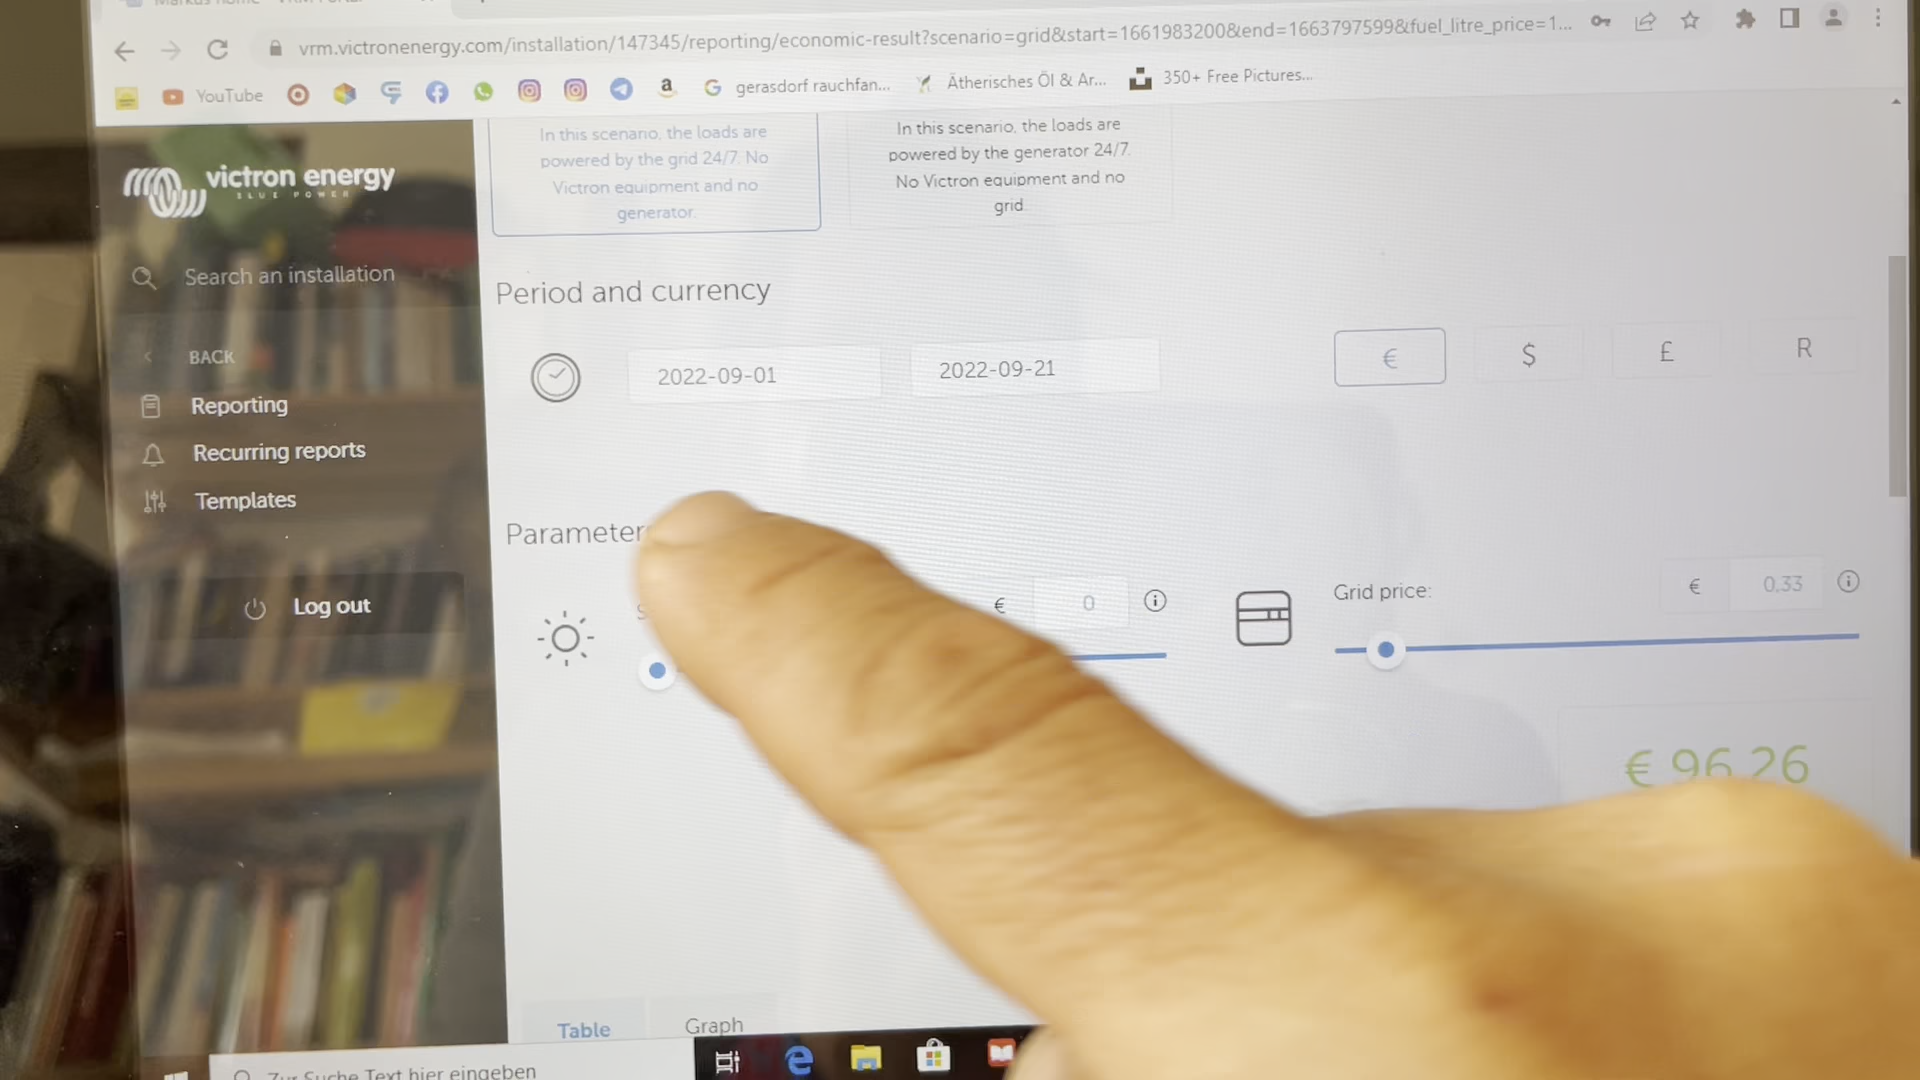 vrm.victronenergy.com/installation/147345/reporting/economic-result?scenario=grid&start=1661983200&end=1663797599&fuel_litre_price=1...
YouTube
gerasdorf rauchfan...
Ätherisches Öl & Ar...
350+ Free Pictures...
victron energy
BLUE POWER
Search an installation
BACK
Reporting
Recurring reports
Templates
Log out
In this scenario, the loads are
powered by the grid 24/7. No
Victron equipment and no
generator.
In this scenario, the loads are
powered by the generator 24/7.
No Victron equipment and no
grid
Period and currency
2022-09-01
2022-09-21
€
$
£
R
Parameter
€
0
Grid price:
€
0.33
€ 96.26
Table
Graph
Zur Suche Text hier eingeben